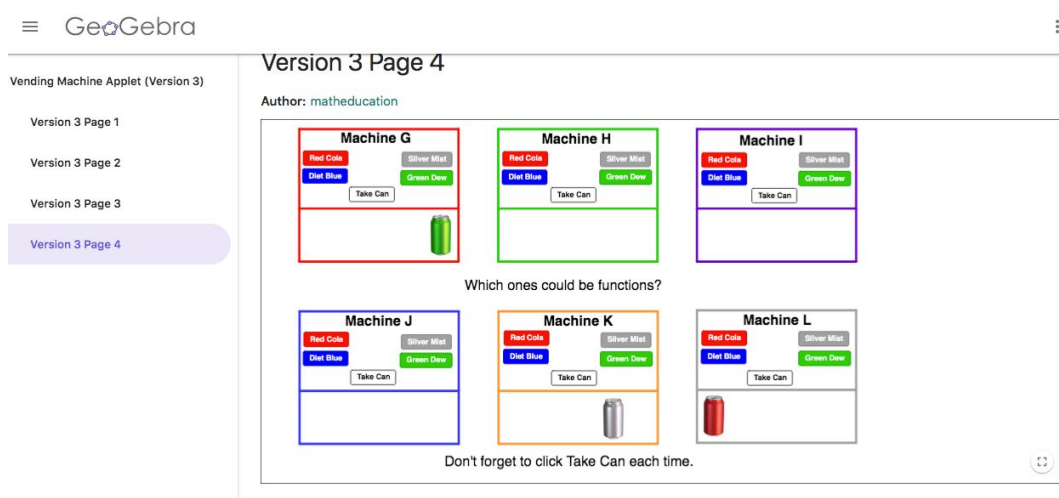 GeoGebra
Vending Machine Applet (Version 3)
Version 3 Page 1
Version 3 Page 2
Version 3 Page 3
Version 3 Page 4
Version 3 Page 4
Author: matheducation
Machine G
Red Cola
Silver Mist
Diet Blue
Green Dew
Take Can
Machine H
Red Cola
Silver Mist
Diet Blue
Green Dew
Take Can
Machine I
Red Cola
Silver Mist
Diet Blue
Green Dew
Take Can
Which ones could be functions?
Machine J
Red Cola
Silver Mist
Diet Blue
Green Dew
Take Can
Machine K
Red Cola
Silver Mist
Diet Blue
Green Dew
Take Can
Machine L
Red Cola
Silver Mist
Diet Blue
Green Dew
Take Can
Don't forget to click Take Can each time.